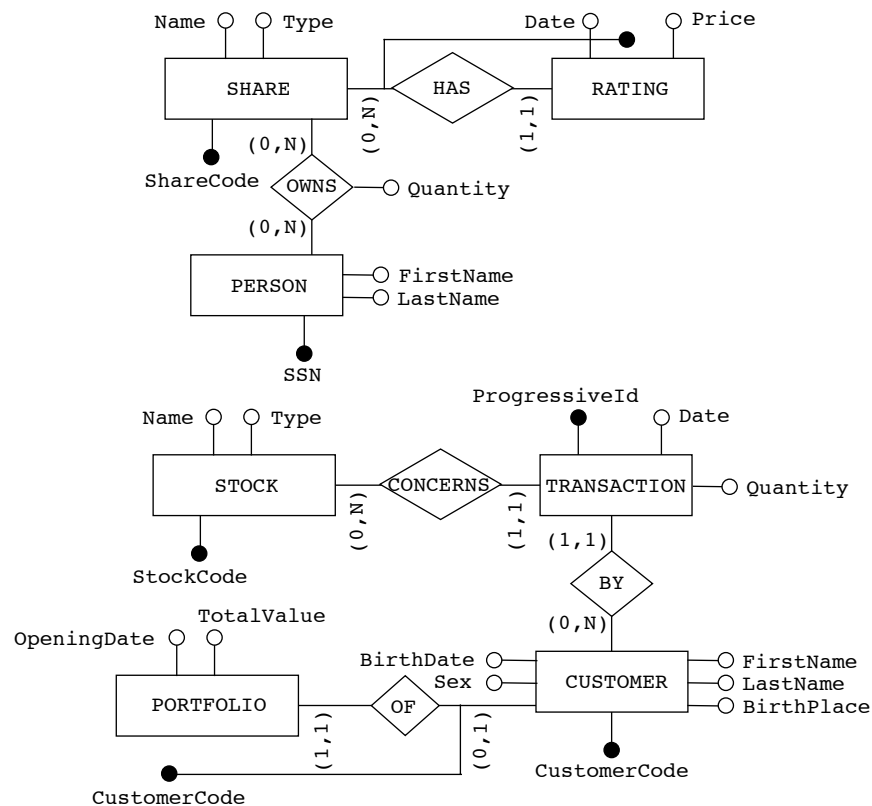 Name Type Date Price
SHARE HAS RATING
(0,N) (0,N) (1,1)
ShareCode OWNS Quantity
(0,N)
PERSON FirstName
LastName
SSN
ProgressiveId
Name Type Date
STOCK CONCERNS TRANSACTION Quantity
(0,N) (1,1) (1,1)
StockCode BY
TotalValue (0,N)
OpeningDate BirthDate FirstName
Sex CUSTOMER LastName
PORTFOLIO OF BirthPlace
(1,1) (0,1)
CustomerCode
CustomerCode